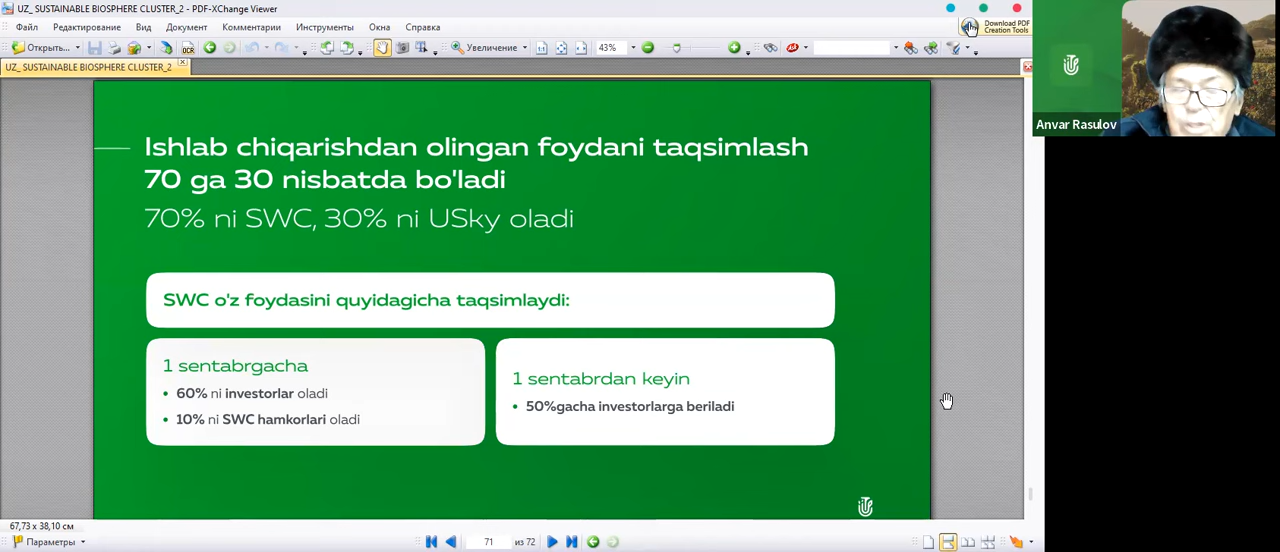 UZ_ SUSTAINABLE BIOSPHERE CLUSTER_2 - PDF-XChange Viewer
Файл Редактирование Вид Документ Комментарии Инструменты Окна Справка
Download PDF
Creation Tools
Открыть... OCR Увеличение 43%
UZ_ SUSTAINABLE BIOSPHERE CLUSTER_2
Anvar Rasulov
Ishlab chiqarishdan olingan foydani taqsimlash
70 ga 30 nisbatda bo'ladi
70% ni SWC, 30% ni USky oladi
SWC o'z foydasini quyidagicha taqsimlaydi:
1 sentabrgacha
• 60% ni investorlar oladi
• 10% ni SWC hamkorlari oladi
1 sentabrdan keyin
• 50%gacha investorlarga beriladi
67,73 x 38,10 см
Параметры 71 из 72